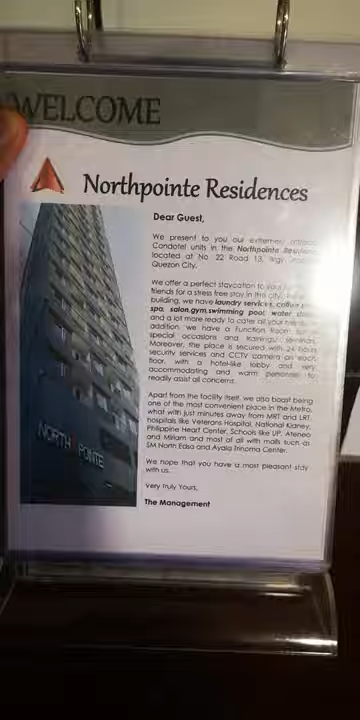 WELCOME
Northpointe Residences
Dear Guest,
We present to you our extremely
Condotel units in the Northpointe
located at No 22 Road 13, Brgy
Quezon City.
We offer a perfect staycation to your
friends for a stress free stay in the city.
building, we have laundry services,
spa, salon,gym,swimming pool, water
and a lot more ready to cater all your
addition, we have a Function Room
special occasions and trainings/
Moreover, the place is secured with 24 hours
security services and CCTV camera on each
floor, with a hotel-like lobby and very
accommodating and warm personnel to
readily assist all concerns.
Apart from the facility itself, we also boast being
one of the most convenient place in the Metro,
what with just minutes away from MRT and LRT,
hospitals like Veterans Hospital, National Kidney,
Philippine Heart Center, Schools like UP, Ateneo
and Miriam and most of all with malls such as
SM North Edsa and Ayala Trinoma Center.
We hope that you have a most pleasant stay
with us.
Very Truly Yours,
The Management
NORTH POINTE